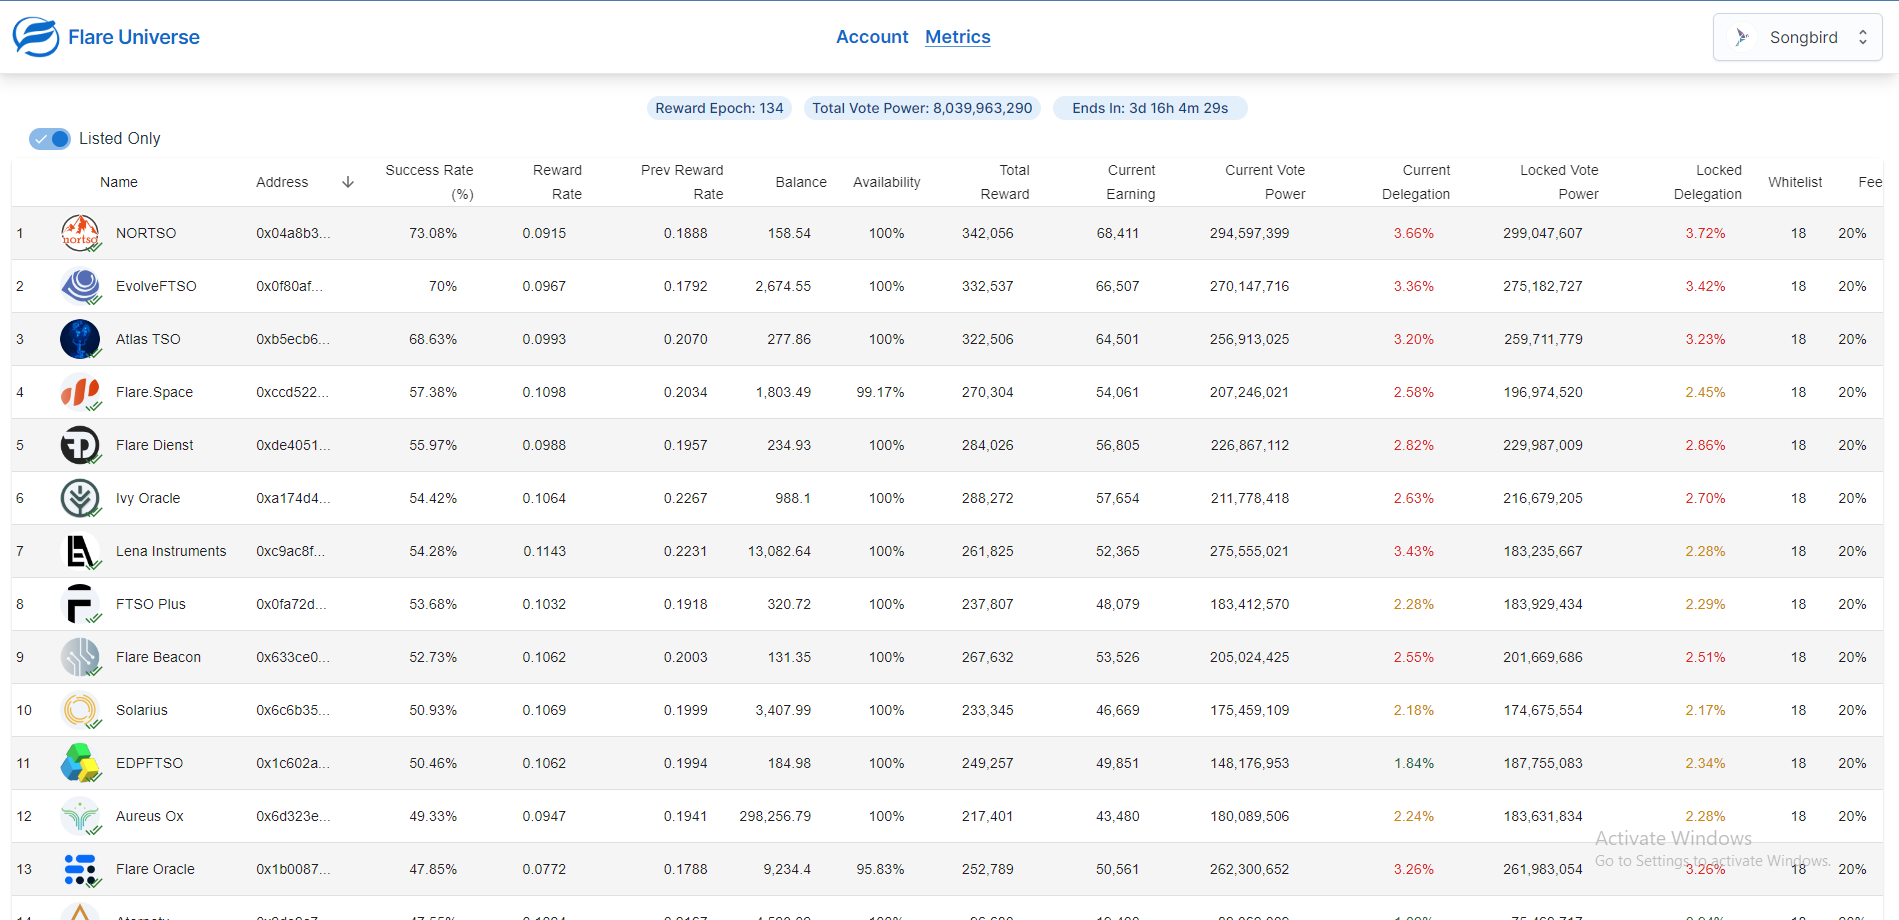 Flare Universe
Account Metrics
Songbird
Reward Epoch: 134 Total Vote Power: 8,039,963,290 Ends In: 3d 16h 4m 29s
Listed Only
Name Address Success Rate (%) Reward Rate Prev Reward Rate Balance Availability Total Reward Current Earning Current Vote Power Current Delegation Locked Vote Power Locked Delegation Whitelist Fee
1 nortso NORTSO 0x04a8b3... 73.08% 0.0915 0.1888 158.54 100% 342,056 68,411 294,597,399 3.66% 299,047,607 3.72% 18 20%
2 EvolveFTSO 0x0f80af... 70% 0.0967 0.1792 2,674.55 100% 332,537 66,507 270,147,716 3.36% 275,182,727 3.42% 18 20%
3 Atlas TSO 0xb5ecb6... 68.63% 0.0993 0.2070 277.86 100% 322,506 64,501 256,913,025 3.20% 259,711,779 3.23% 18 20%
4 Flare.Space 0xccd522... 57.38% 0.1098 0.2034 1,803.49 99.17% 270,304 54,061 207,246,021 2.58% 196,974,520 2.45% 18 20%
5 Flare Dienst 0xde4051... 55.97% 0.0988 0.1957 234.93 100% 284,026 56,805 226,867,112 2.82% 229,987,009 2.86% 18 20%
6 Ivy Oracle 0xa174d4... 54.42% 0.1064 0.2267 988.1 100% 288,272 57,654 211,778,418 2.63% 216,679,205 2.70% 18 20%
7 Lena Instruments 0xc9ac8f... 54.28% 0.1143 0.2231 13,082.64 100% 261,825 52,365 275,555,021 3.43% 183,235,667 2.28% 18 20%
8 FTSO Plus 0x0fa72d... 53.68% 0.1032 0.1918 320.72 100% 237,807 48,079 183,412,570 2.28% 183,929,434 2.29% 18 20%
9 Flare Beacon 0x633ce0... 52.73% 0.1062 0.2003 131.35 100% 267,632 53,526 205,024,425 2.55% 201,669,686 2.51% 18 20%
10 Solarius 0x6c6b35... 50.93% 0.1069 0.1999 3,407.99 100% 233,345 46,669 175,459,109 2.18% 174,675,554 2.17% 18 20%
11 EDPFTSO 0x1c602a... 50.46% 0.1062 0.1994 184.98 100% 249,257 49,851 148,176,953 1.84% 187,755,083 2.34% 18 20%
12 Aureus Ox 0x6d323e... 49.33% 0.0947 0.1941 298,256.79 100% 217,401 43,480 180,089,506 2.24% 183,631,834 2.28% 18 20%
13 Flare Oracle 0x1b0087... 47.85% 0.0772 0.1788 9,234.4 95.83% 252,789 50,561 262,300,652 3.26% 261,983,054 3.26% 18 20%
Activate Windows
Go to Settings to activate Windows.